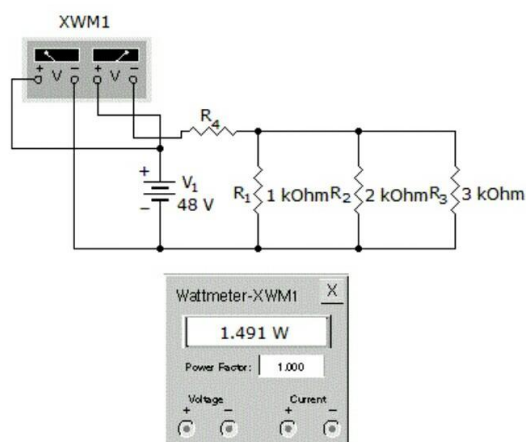 XWM1
+ V − + V −
R4
+
V1
−
48 V
R1 1 kOhm R2 2 kOhm R3 3 kOhm
Wattmeter-XWM1 X
1.491 W
Power Factor: 1.000
Voltage Current
+ − + −